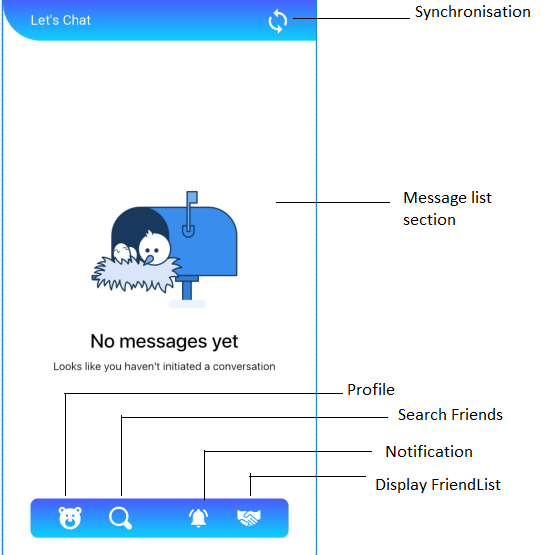 Let's Chat
Synchronisation
Message list
section
No messages yet
Looks like you haven't initiated a conversation
Profile
Search Friends
Notification
Display FriendList